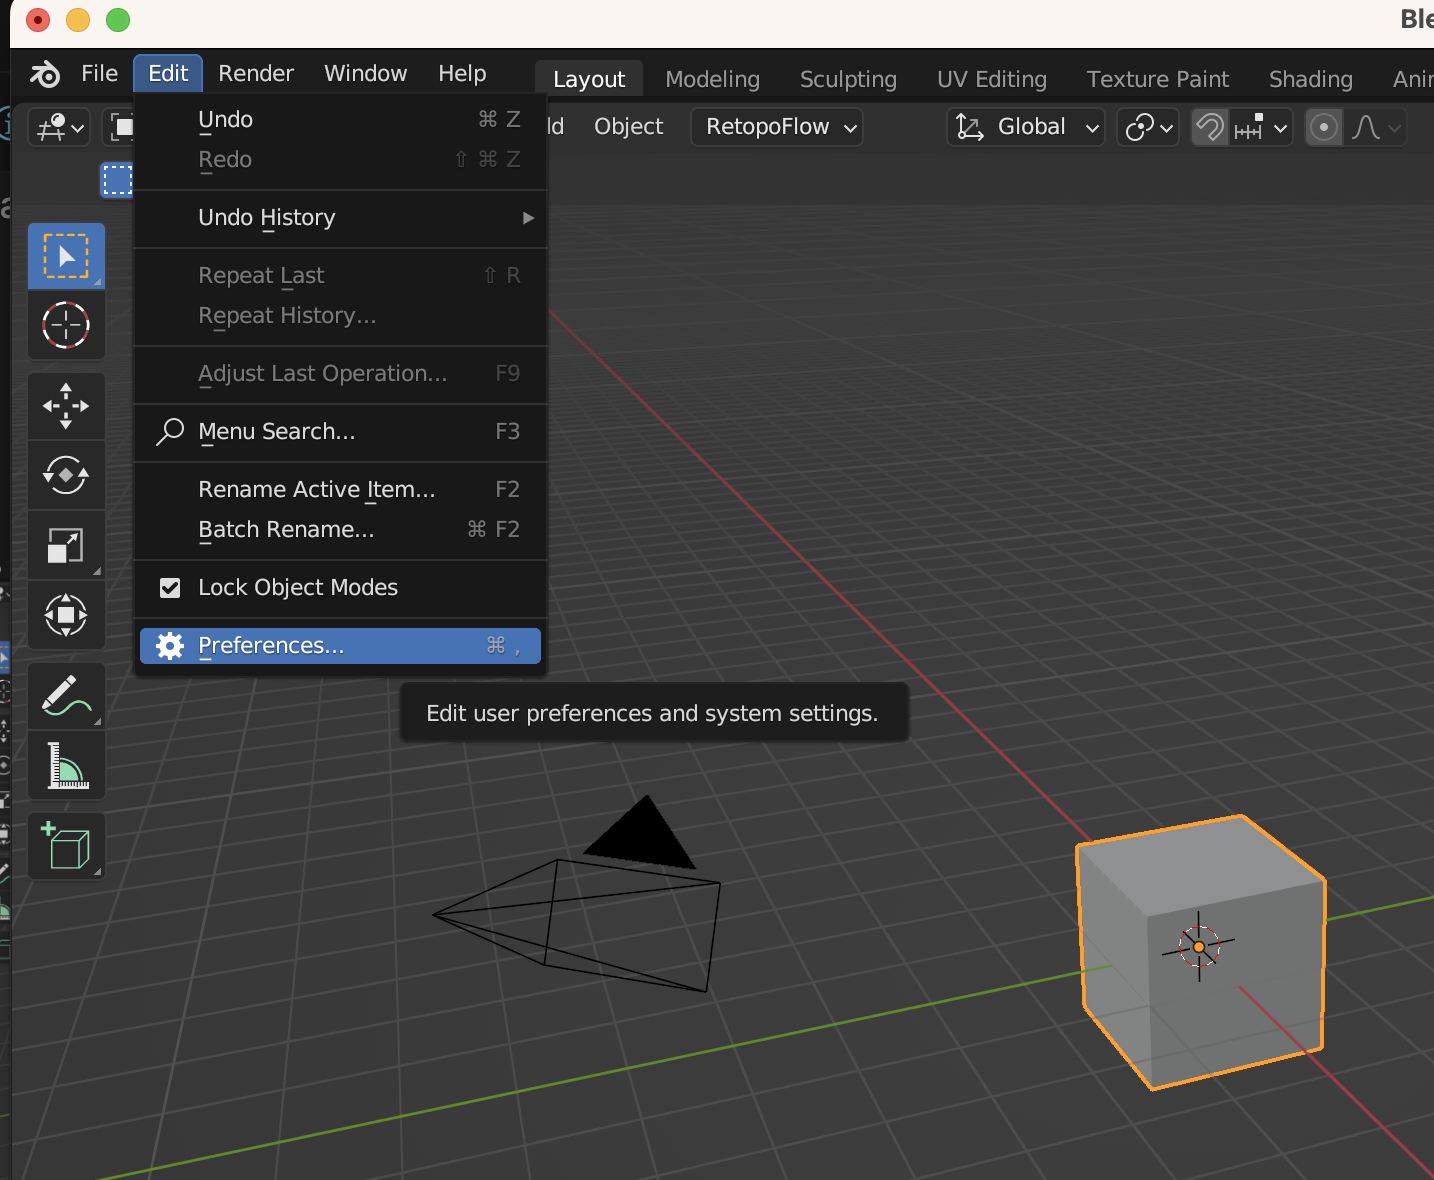 Ble
File Edit Render Window Help Layout Modeling Sculpting UV Editing Texture Paint Shading Ani
ld Object RetopoFlow Global
Undo ⌘ Z
Redo ⇧ ⌘ Z
Undo History ▶
Repeat Last ⇧ R
Repeat History...
Adjust Last Operation... F9
Menu Search... F3
Rename Active Item... F2
Batch Rename... ⌘ F2
Lock Object Modes
Preferences... ⌘ ,
Edit user preferences and system settings.